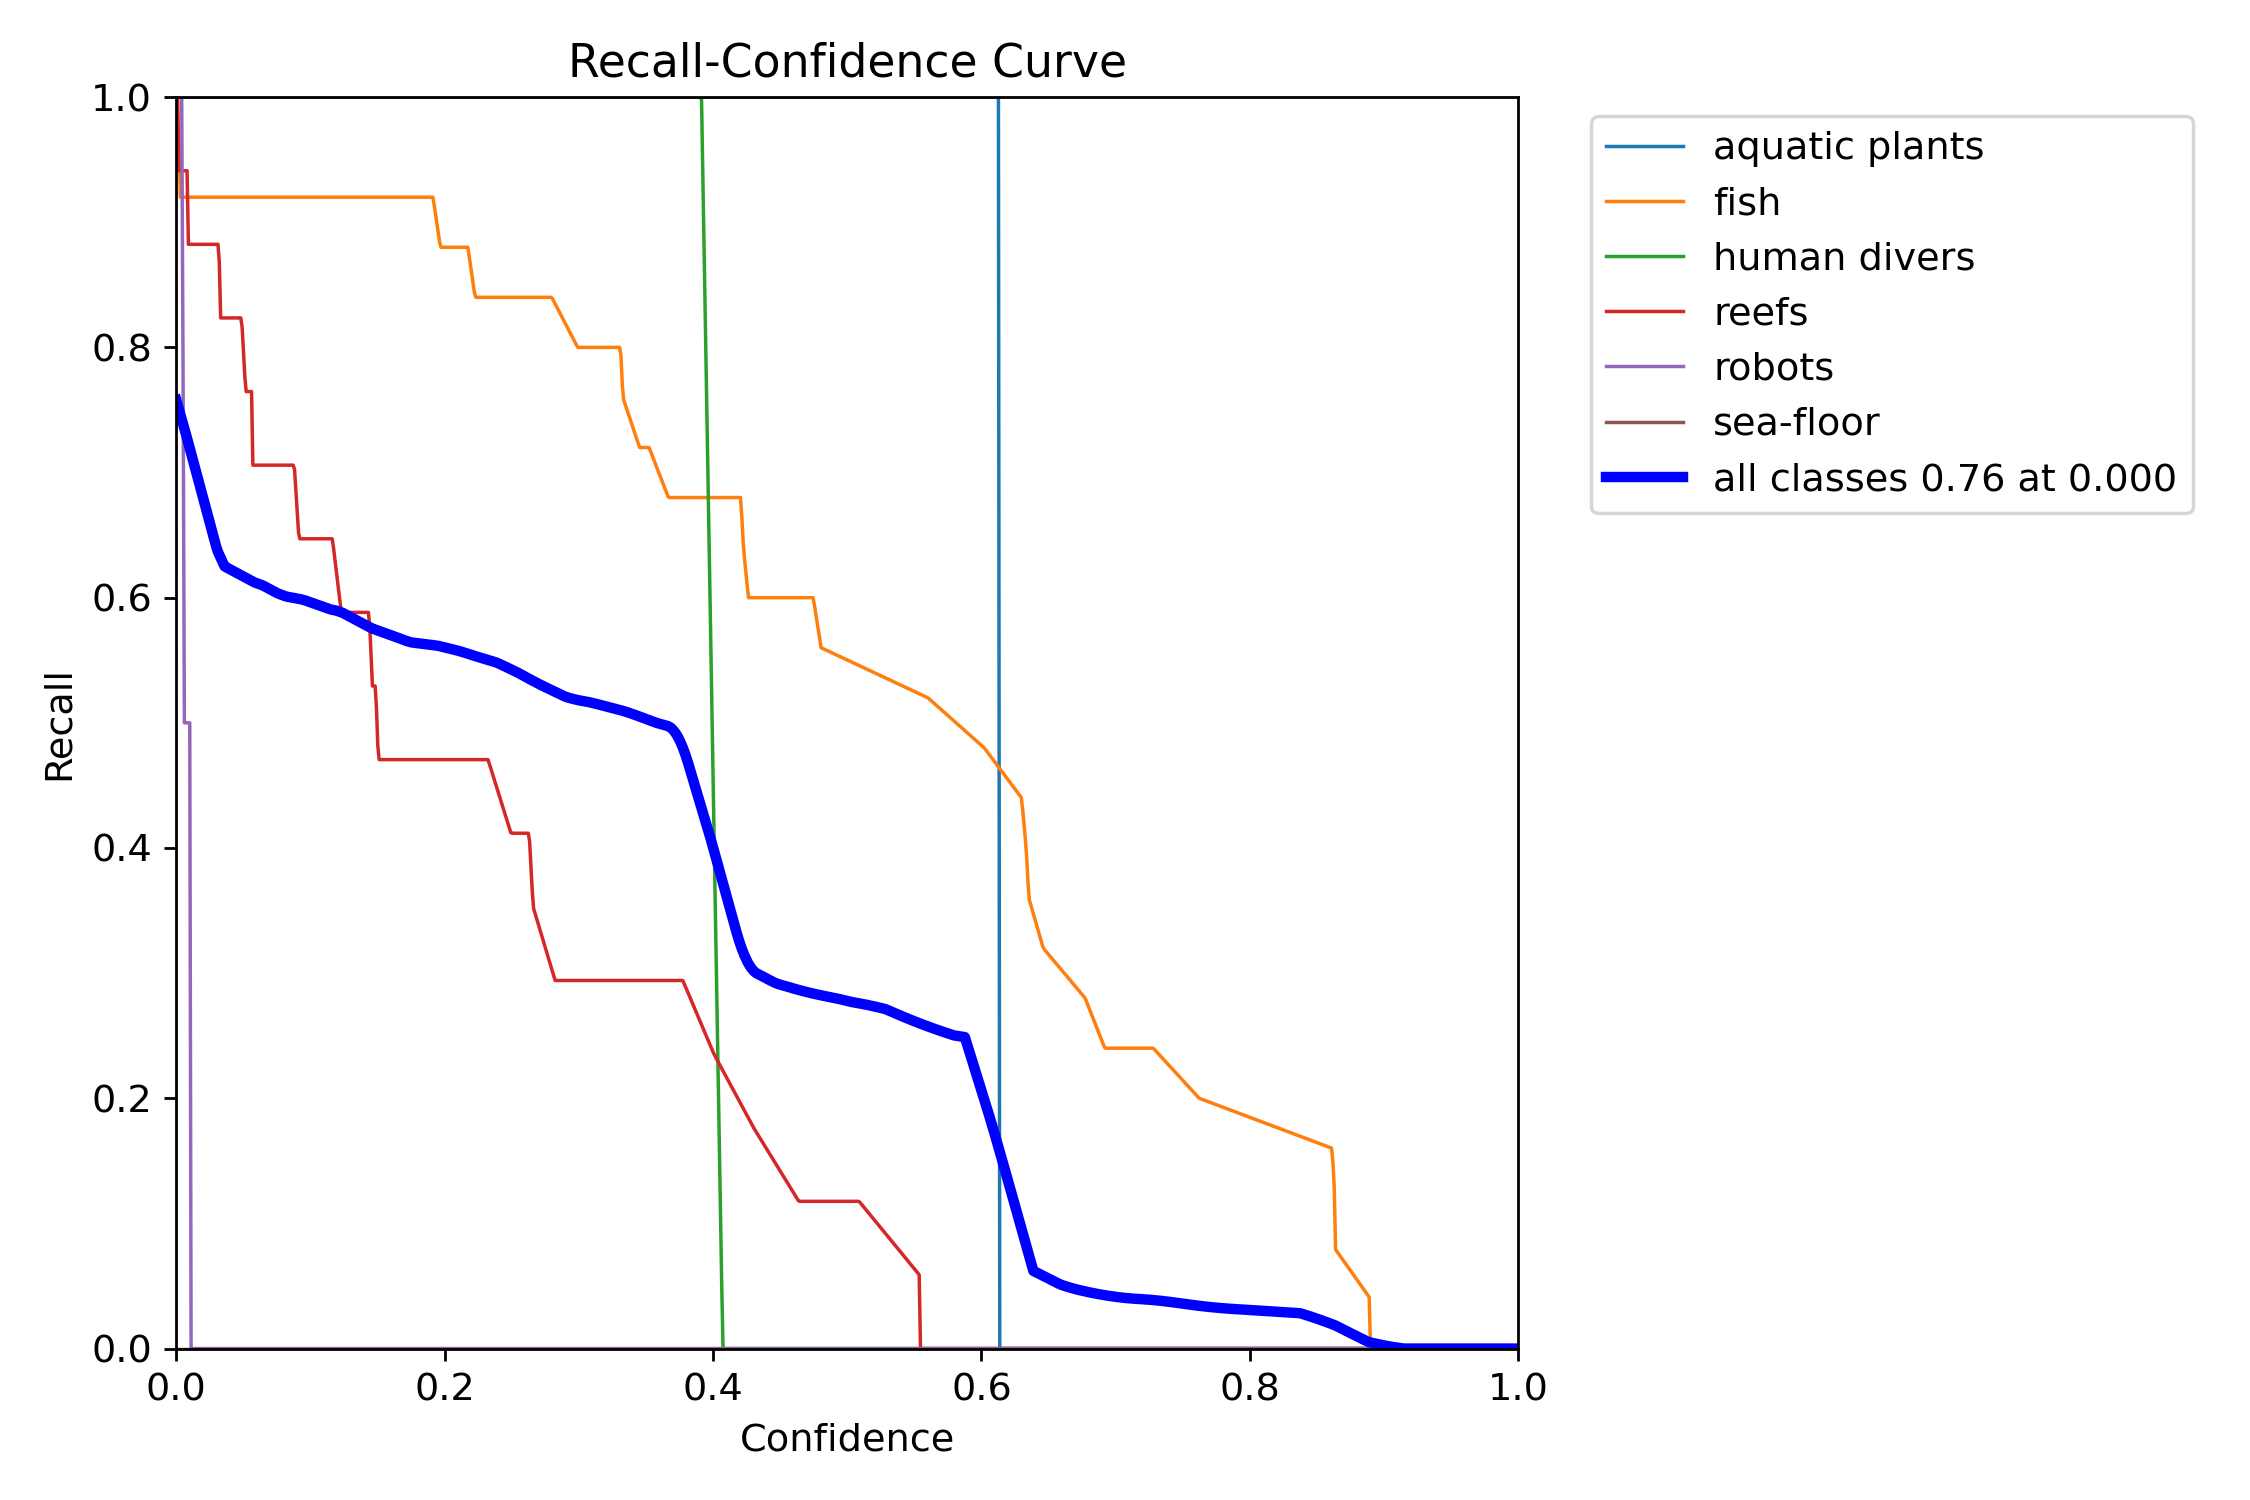 Recall-Confidence Curve
1.0
0.8
0.6
0.4
0.2
0.0
Recall
0.0 0.2 0.4 0.6 0.8 1.0
Confidence
aquatic plants
fish
human divers
reefs
robots
sea-floor
all classes 0.76 at 0.000